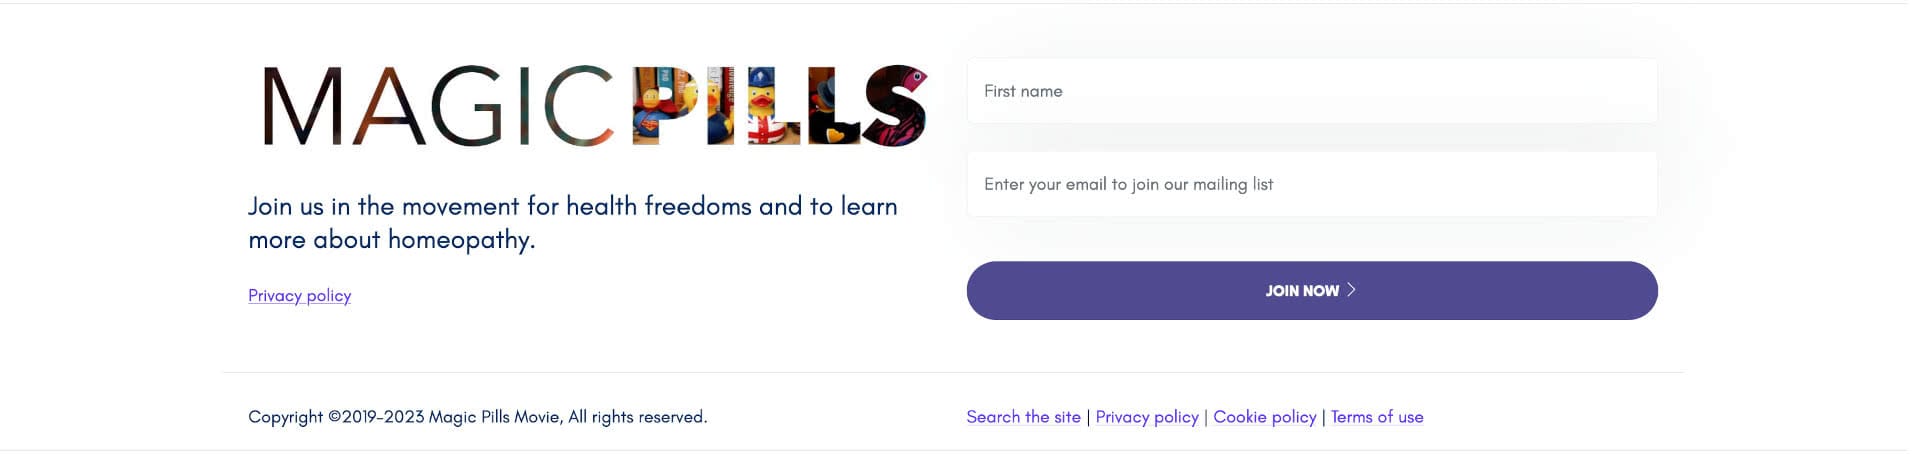 MAGICPILLS
Join us in the movement for health freedoms and to learn
more about homeopathy.
Privacy policy
First name
Enter your email to join our mailing list
JOIN NOW
Copyright ©2019-2023 Magic Pills Movie, All rights reserved.
Search the site | Privacy policy | Cookie policy | Terms of use